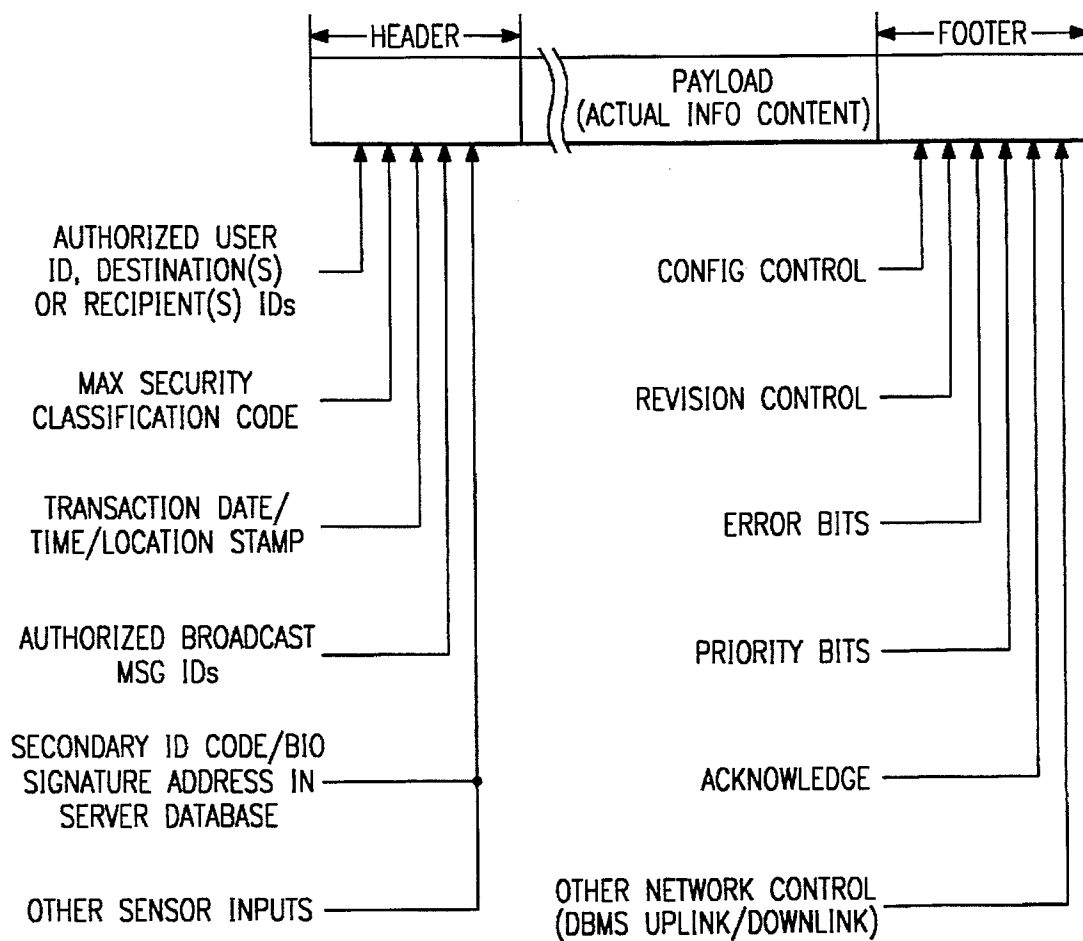 HEADER
FOOTER
PAYLOAD
(ACTUAL INFO CONTENT)
AUTHORIZED USER
ID, DESTINATION(S)
OR RECIPIENT(S) IDs
MAX SECURITY
CLASSIFICATION CODE
TRANSACTION DATE/
TIME/LOCATION STAMP
AUTHORIZED BROADCAST
MSG IDs
SECONDARY ID CODE/BIO
SIGNATURE ADDRESS IN
SERVER DATABASE
OTHER SENSOR INPUTS
CONFIG CONTROL
REVISION CONTROL
ERROR BITS
PRIORITY BITS
ACKNOWLEDGE
OTHER NETWORK CONTROL
(DBMS UPLINK/DOWNLINK)